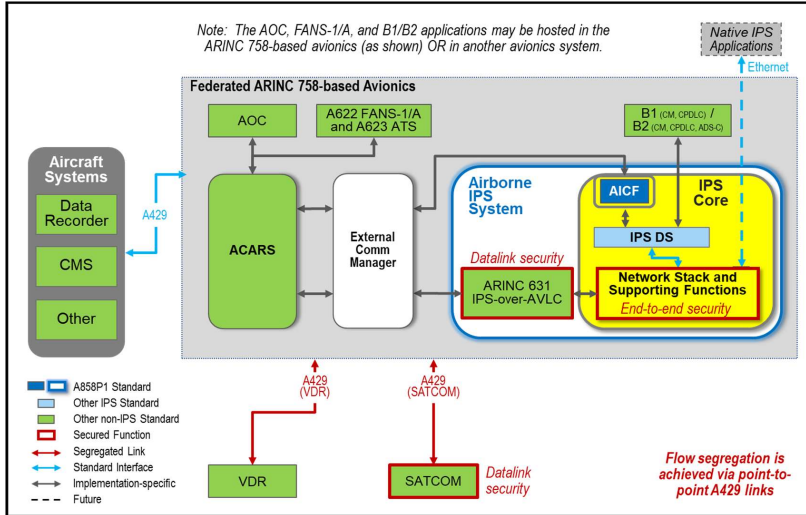 Note: The AOC, FANS-1/A, and B1/B2 applications may be hosted in the
ARINC 758-based avionics (as shown) OR in another avionics system.
Native IPS
Applications
Ethernet
Federated ARINC 758-based Avionics
AOC
A622 FANS-1/A
and A623 ATS
B1 (CM, CPDLC) /
B2 (CM, CPDLC, ADS-C)
Aircraft
Systems
Data
Recorder
CMS
Other
A429
ACARS
External
Comm
Manager
Airborne
IPS
System
AICF
IPS
Core
IPS DS
Datalink security
ARINC 631
IPS-over-AVLC
Network Stack and
Supporting Functions
End-to-end security
A429
(VDR)
A429
(SATCOM)
A858P1 Standard
Other IPS Standard
Other non-IPS Standard
Secured Function
Segregated Link
Standard Interface
Implementation-specific
Future
VDR
SATCOM
Datalink
security
Flow segregation is
achieved via point-to-
point A429 links